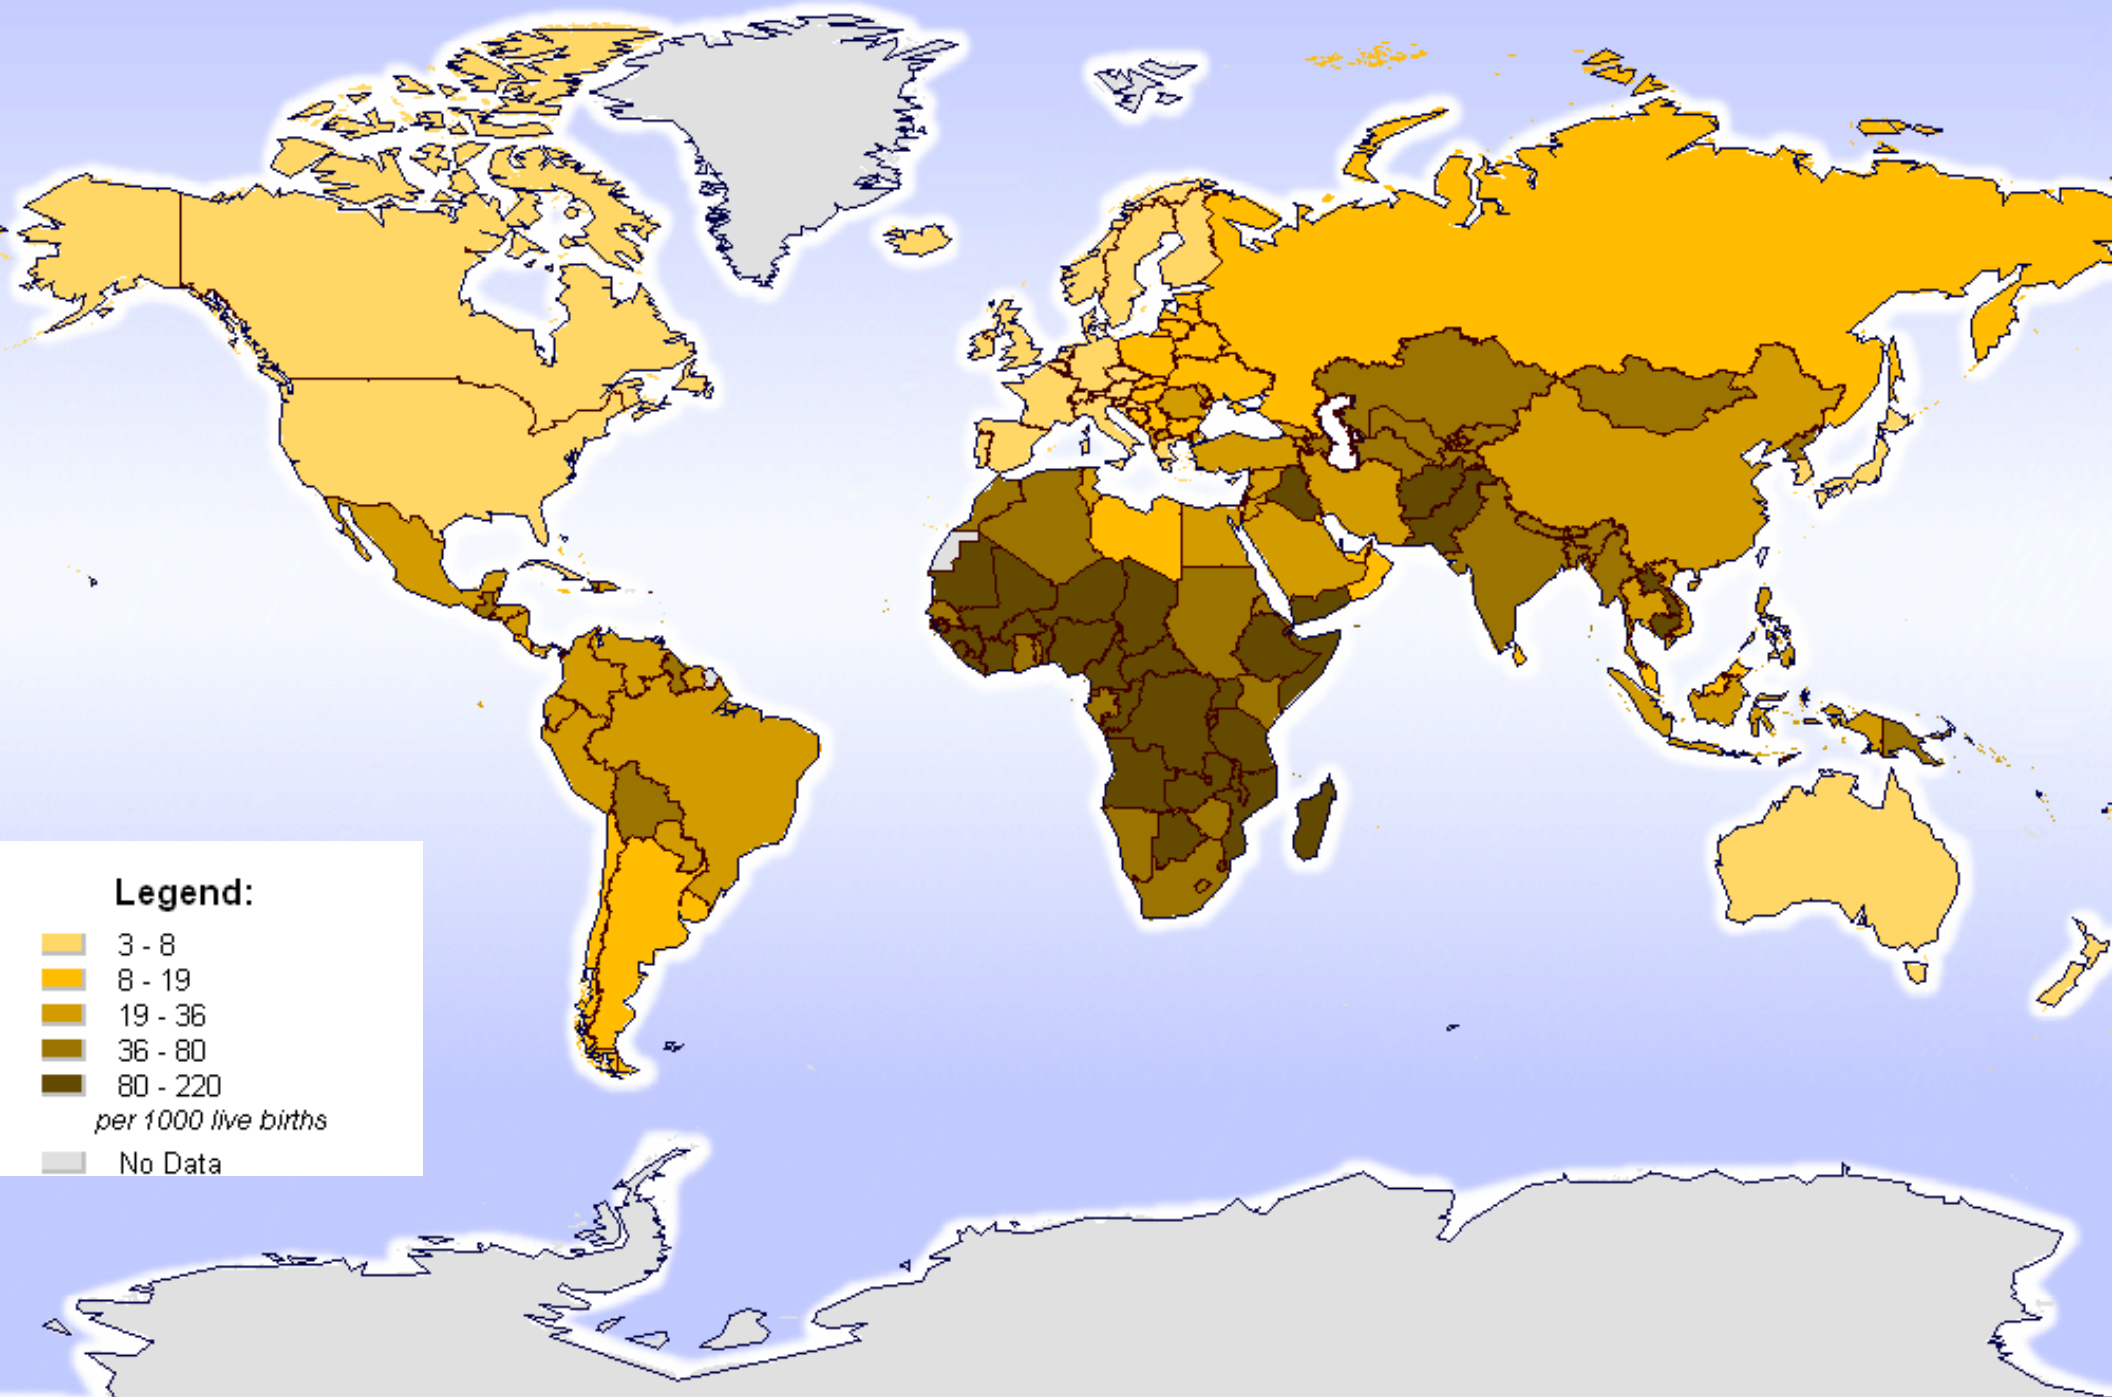 Legend:
3 - 8
8 - 19
19 - 36
36 - 80
80 - 220
per 1000 live births
No Data